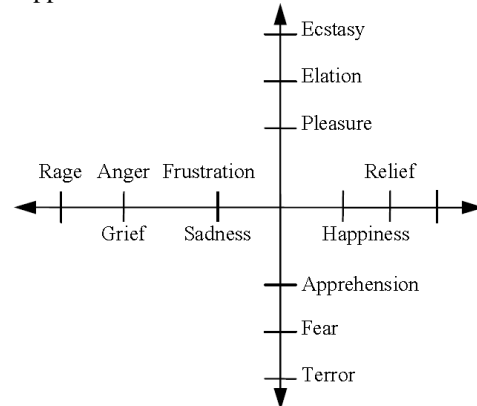 Ecstasy
Elation
Pleasure
Rage Anger Frustration Relief
Grief Sadness Happiness
Apprehension
Fear
Terror